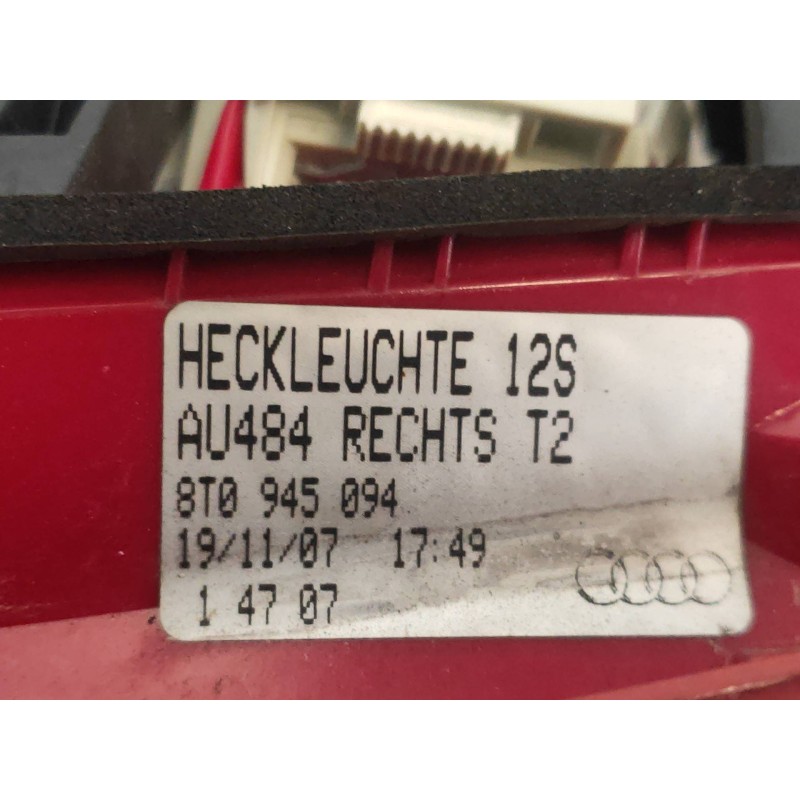 HECKLEUCHTE 12S
AU484 RECHTS T2
8T0 945 094
19/11/07 17:49
1 47 07